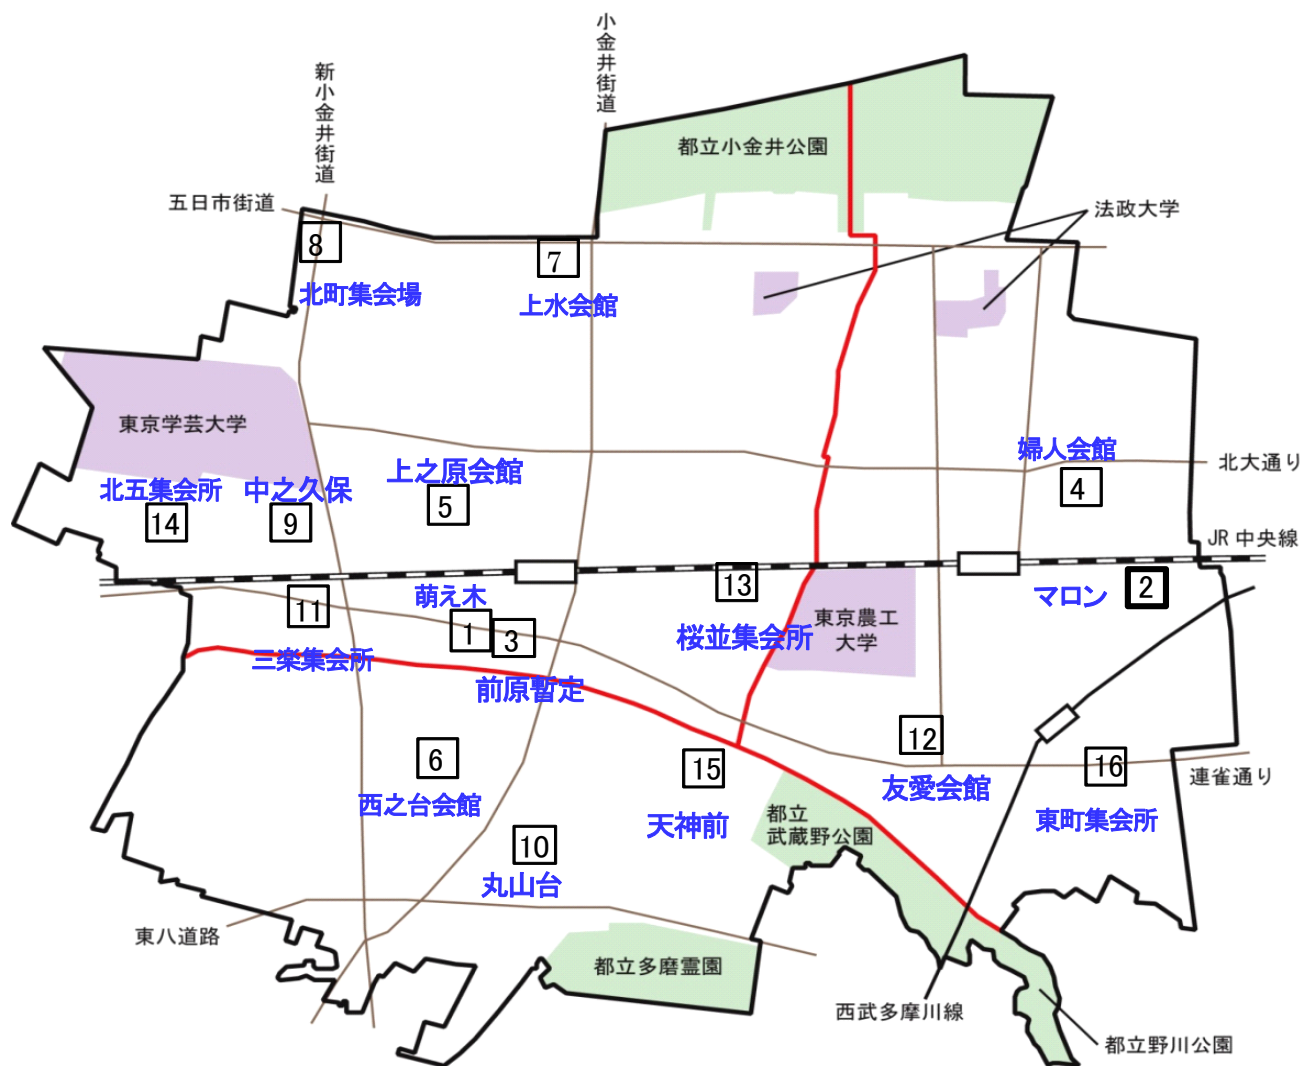 小金井街道
新小金井街道
都立小金井公園
五日市街道
法政大学
8
7
北町集会場
上水会館
東京学芸大学
婦人会館
北大通り
上之原会館
北五集会所
中之久保
4
5
14
9
JR 中央線
13
マロン
2
萌え木
11
東京農工
大学
1
3
桜並集会所
三楽集会所
前原暫定
12
6
15
16
連雀通り
友愛会館
西之台会館
天神前
都立
武蔵野公園
東町集会所
10
丸山台
東八道路
都立多磨霊園
西武多摩川線
都立野川公園